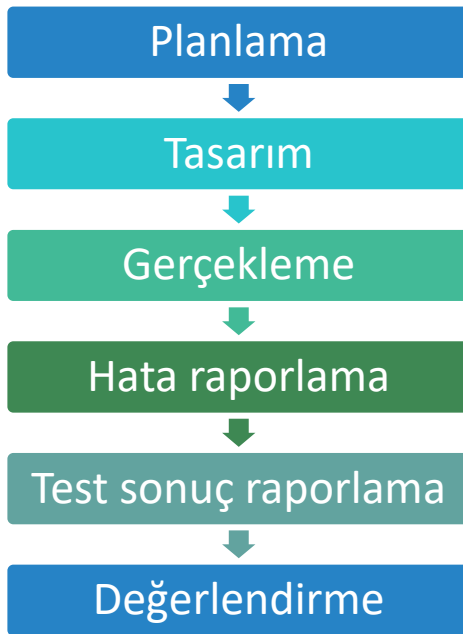 Planlama
Tasarım
Gerçekleme
Hata raporlama
Test sonuç raporlama
Değerlendirme